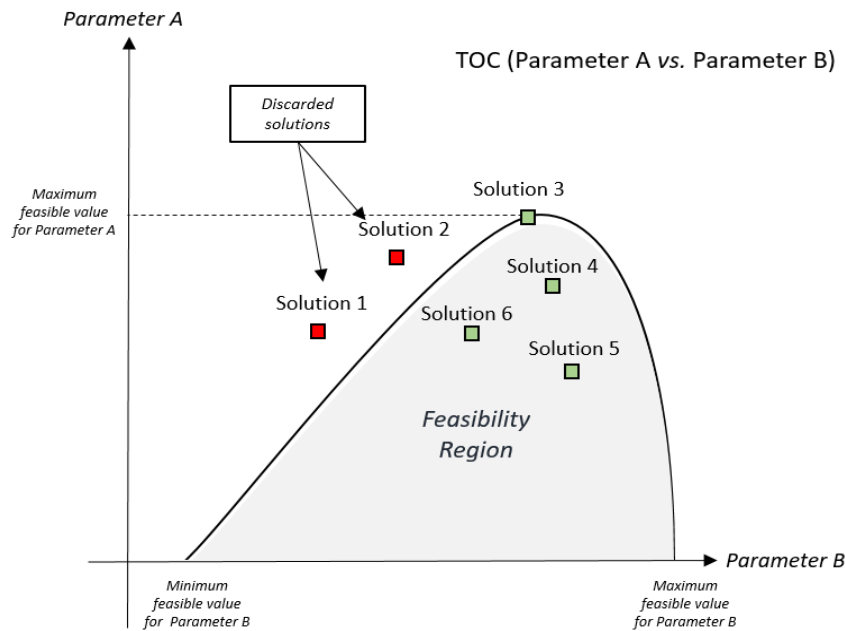 Parameter A
TOC (Parameter A vs. Parameter B)
Discarded
solutions
Maximum
feasible value
for Parameter A
Solution 3
Solution 2
Solution 4
Solution 1
Solution 6
Solution 5
Feasibility
Region
Parameter B
Minimum
feasible value
for Parameter B
Maximum
feasible value
for Parameter B